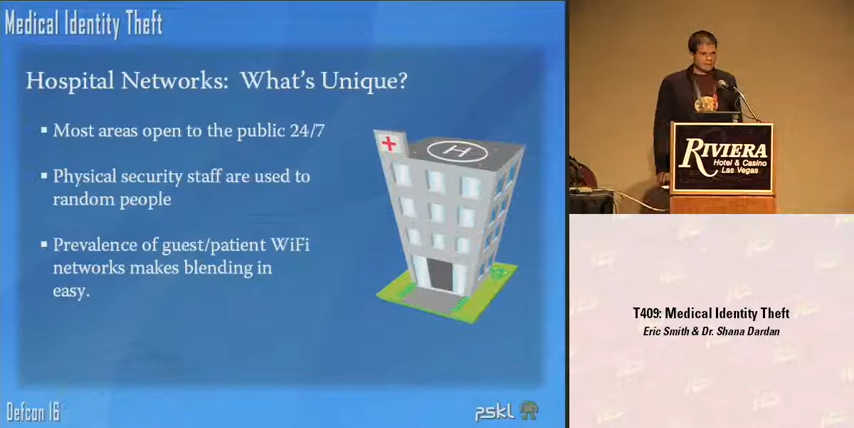 Medical Identity Theft
Hospital Networks: What's Unique?
▪ Most areas open to the public 24/7
▪ Physical security staff are used to
random people
▪ Prevalence of guest/patient WiFi
networks makes blending in
easy.
H
Defcon 16
pskl
RIVIERA
Hotel & Casino
Las Vegas
T409: Medical Identity Theft
Eric Smith & Dr. Shana Dardan